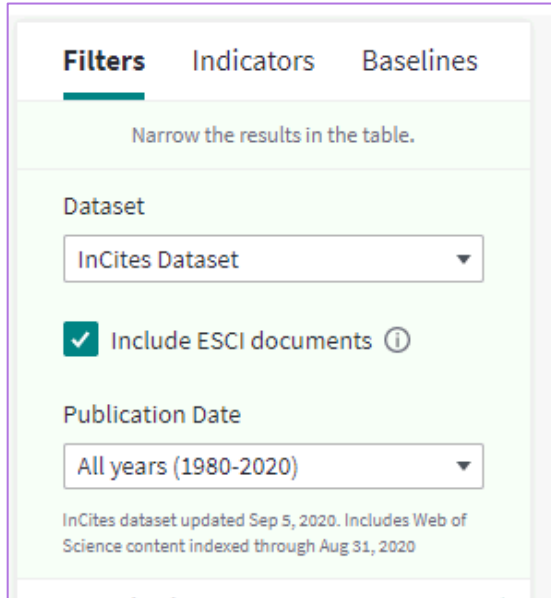 Filters Indicators Baselines
Narrow the results in the table.
Dataset
InCites Dataset
Include ESCI documents
Publication Date
All years (1980-2020)
InCites dataset updated Sep 5, 2020. Includes Web of
Science content indexed through Aug 31, 2020